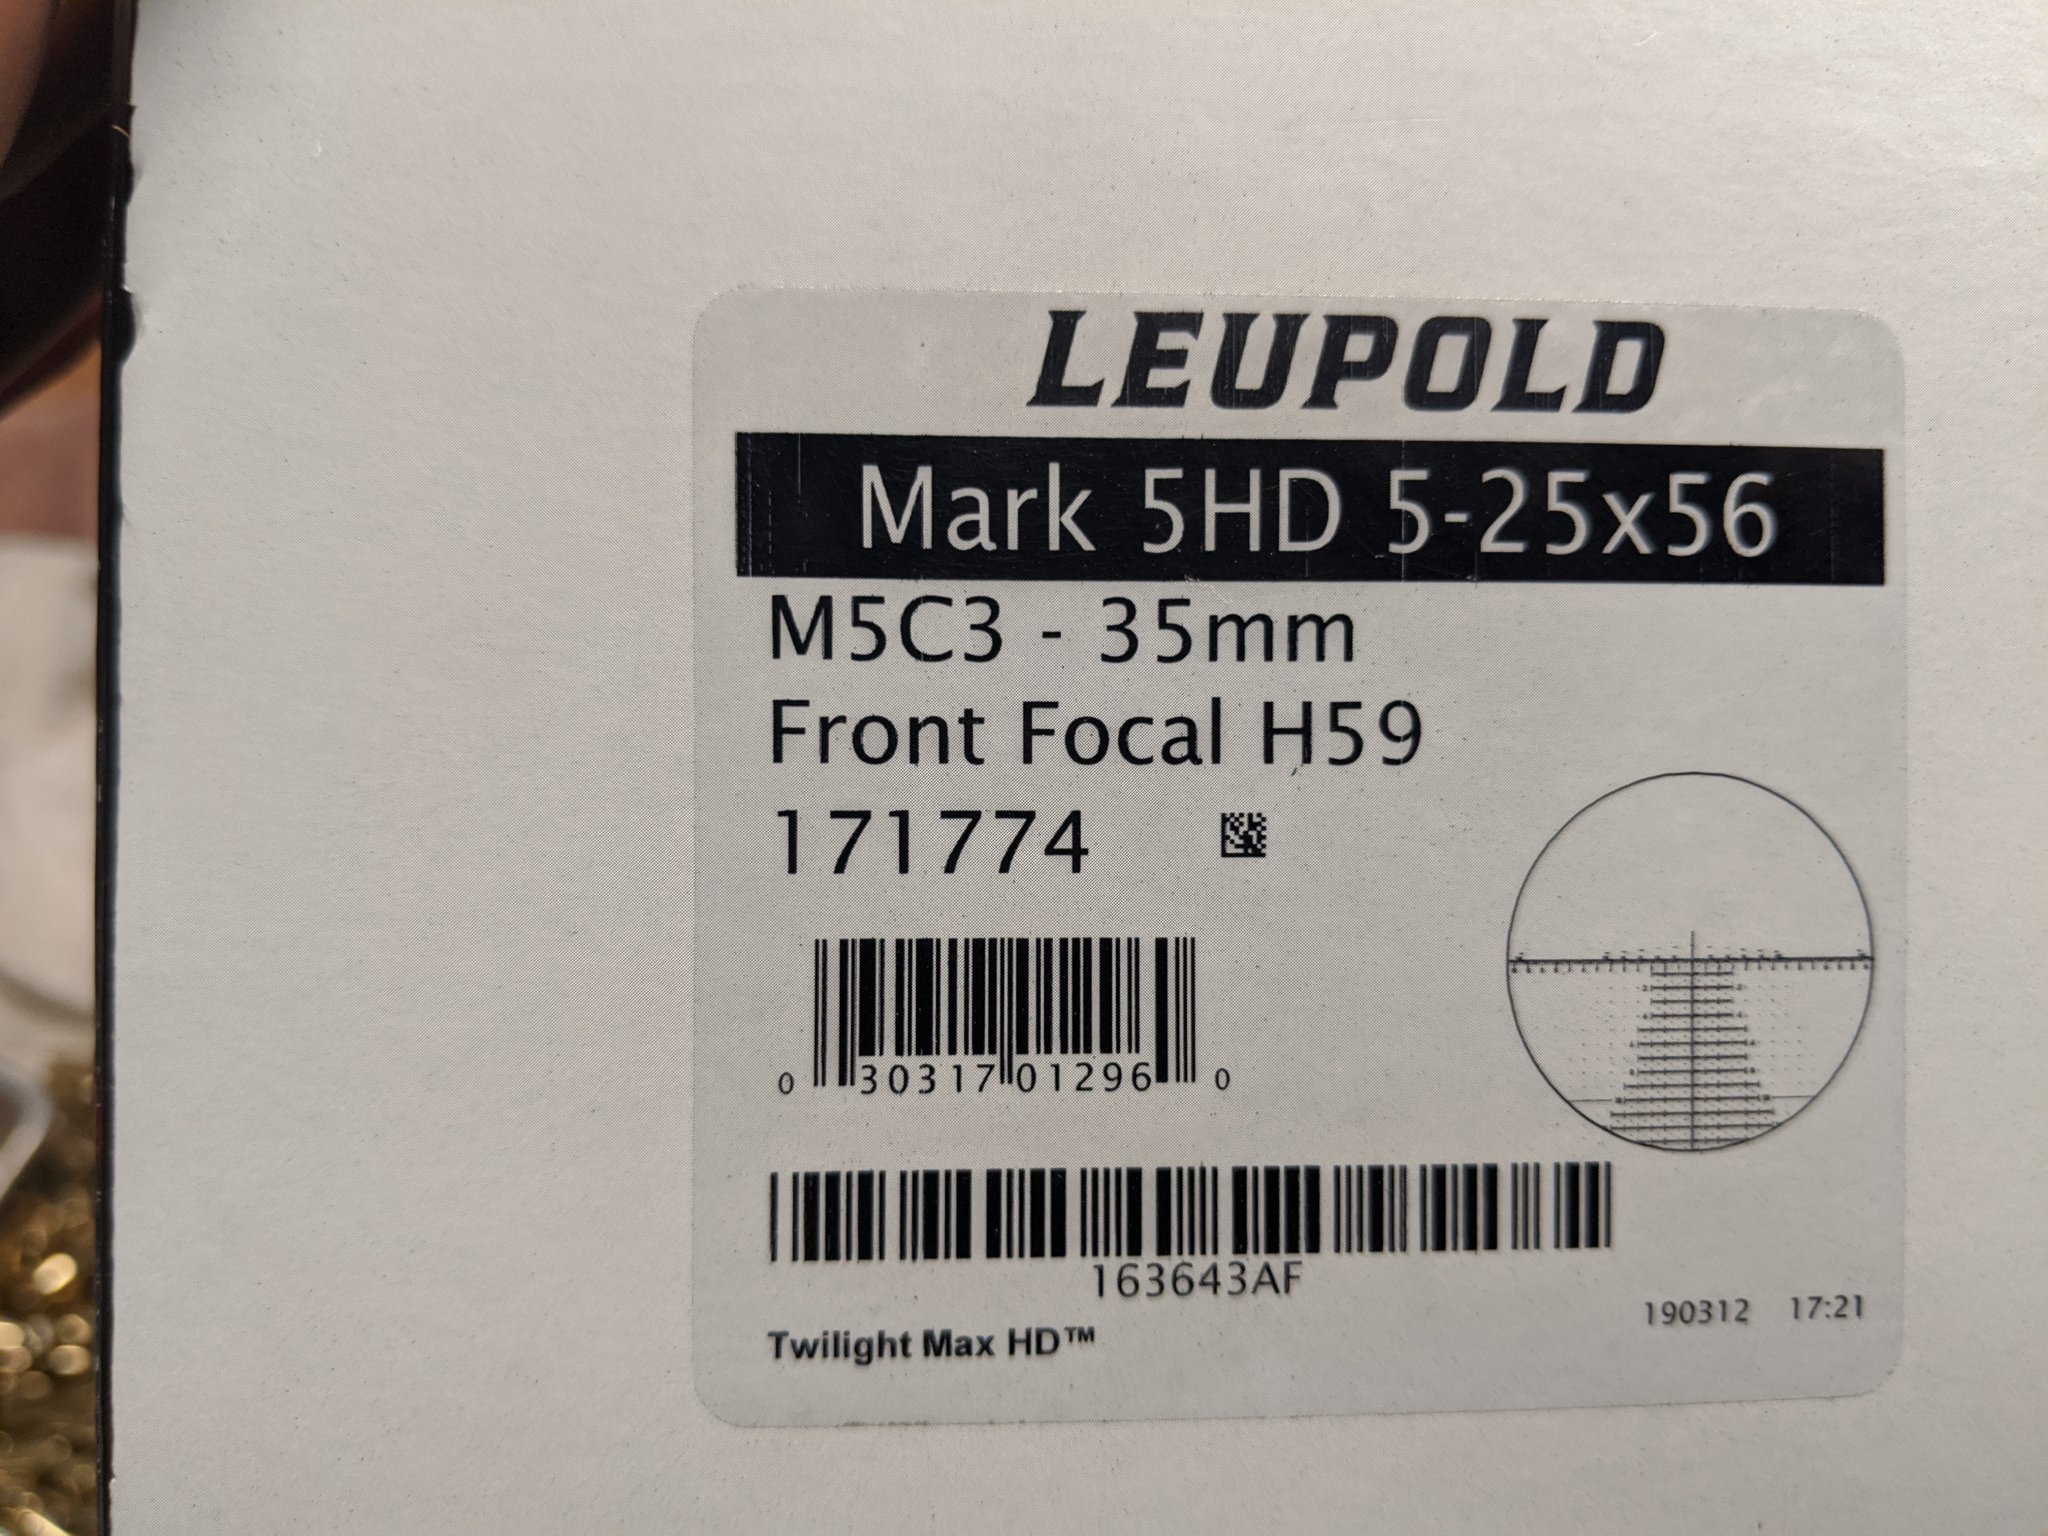 LEUPOLD
Mark 5HD 5-25x56
M5C3 - 35mm
Front Focal H59
171774
0 30317 01296 0
163643AF
190312 17:21
Twilight Max HD™